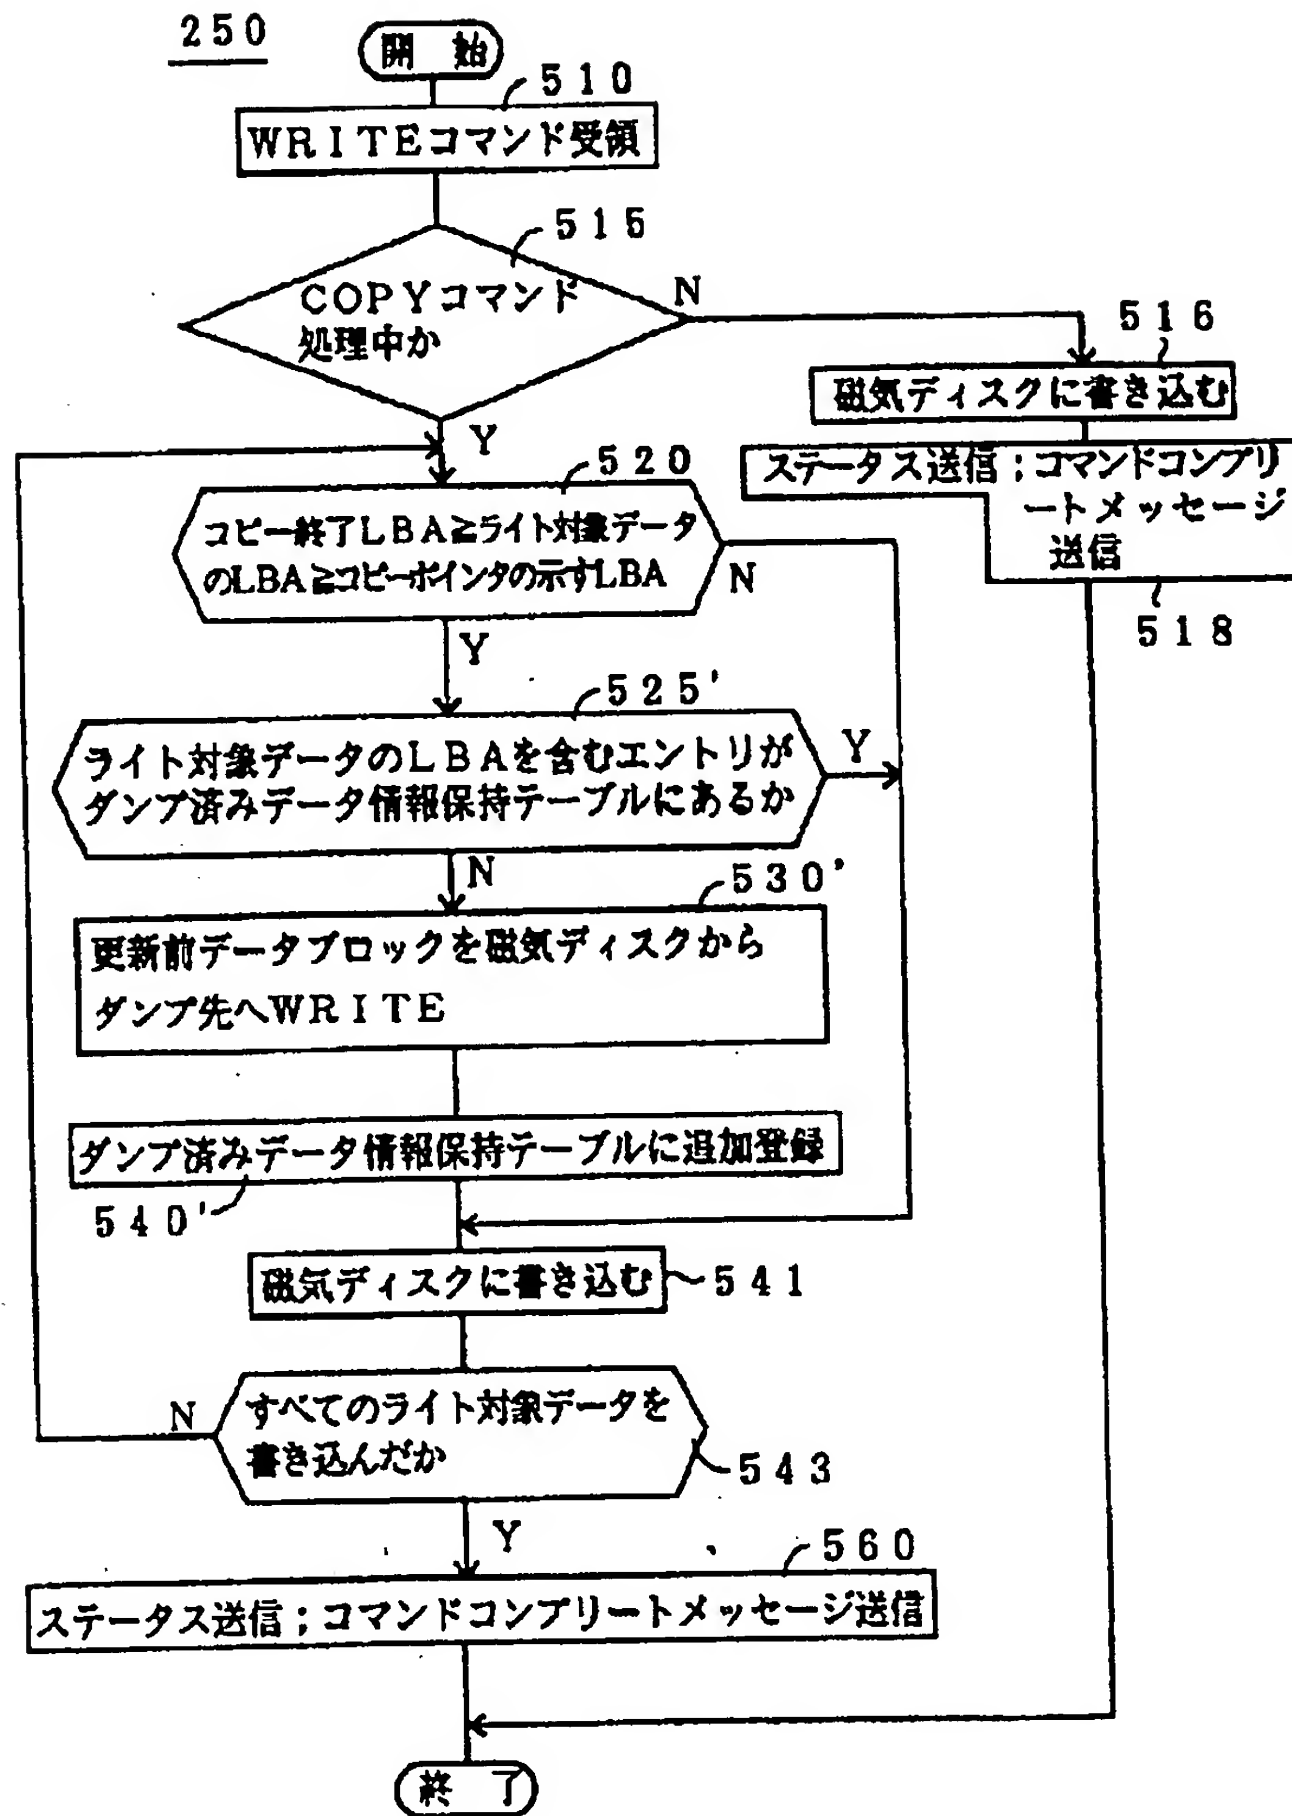 250
開 始
510
WRITEコマンド受領
515
COPYコマンド
処理中か
N
Y
516
磁気ディスクに書き込む
ステータス送信；コマンドコンプリ
ートメッセージ
送信
518
520
コピー終了LBA≧ライト対象データ
のLBA≧コピーポインタの示すLBA
N
Y
525'
ライト対象データのLBAを含むエントリが
ダンプ済みデータ情報保持テーブルにあるか
Y
N
530'
更新前データブロックを磁気ディスクから
ダンプ先へWRITE
ダンプ済みデータ情報保持テーブルに追加登録
540'
磁気ディスクに書き込む
541
すべてのライト対象データを
書き込んだか
N
543
Y
560
ステータス送信；コマンドコンプリートメッセージ送信
終 了